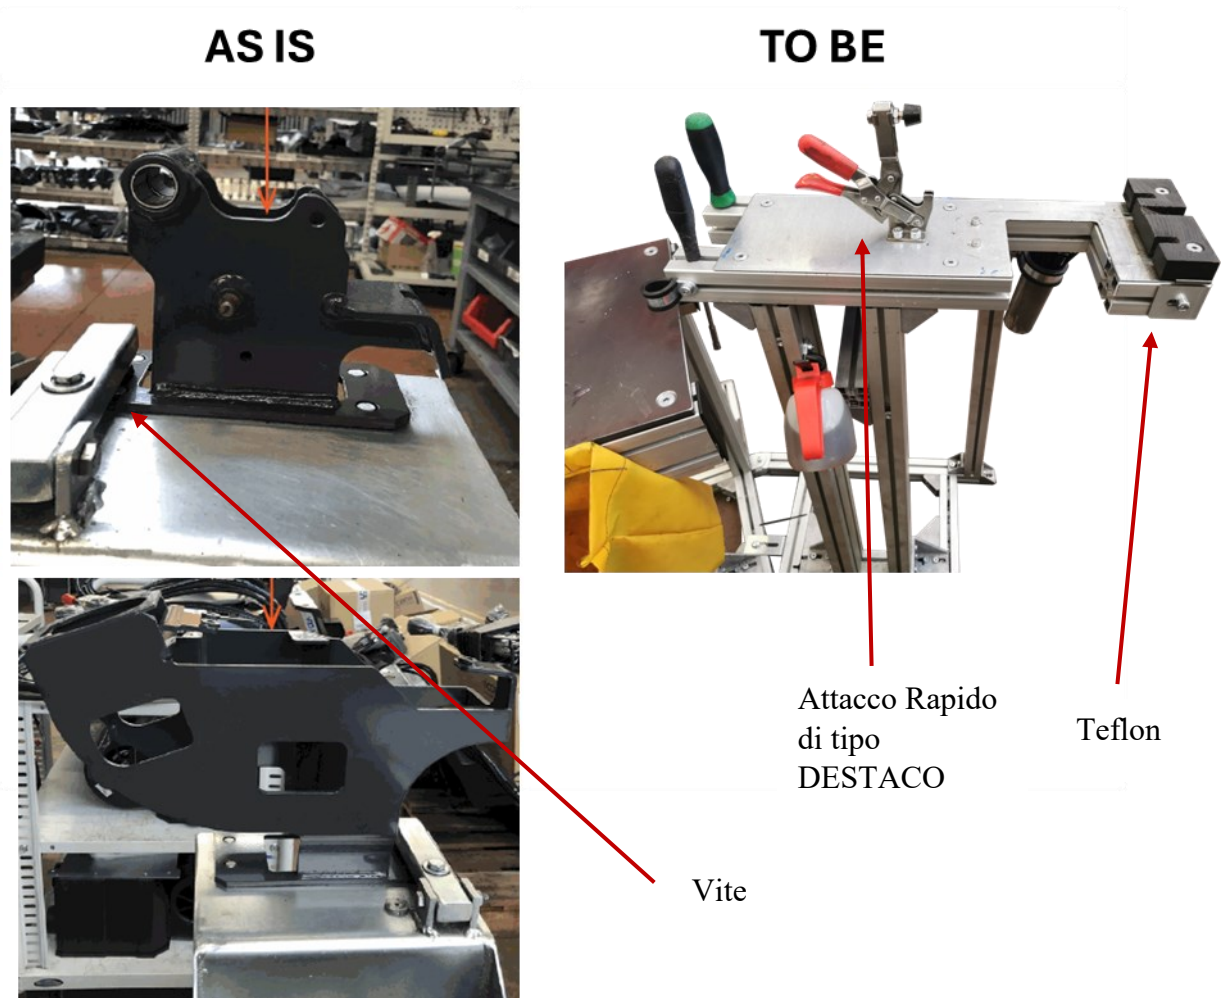 AS IS
TO BE
Attacco Rapido
di tipo
DESTACO
Teflon
Vite